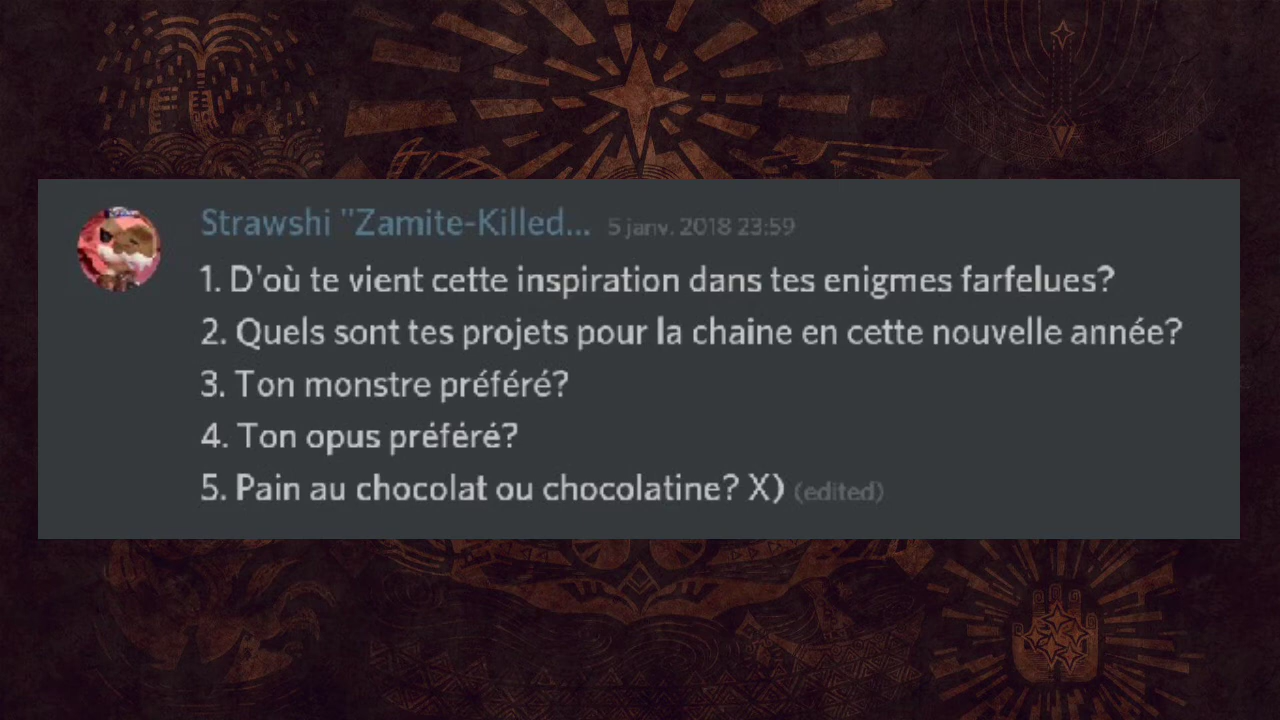 Strawshi "Zamite-Killed... 5 janv. 2018 23:59
1. D'où te vient cette inspiration dans tes enigmes farfelues?
2. Quels sont tes projets pour la chaine en cette nouvelle année?
3. Ton monstre préféré?
4. Ton opus préféré?
5. Pain au chocolat ou chocolatine? X) (edited)